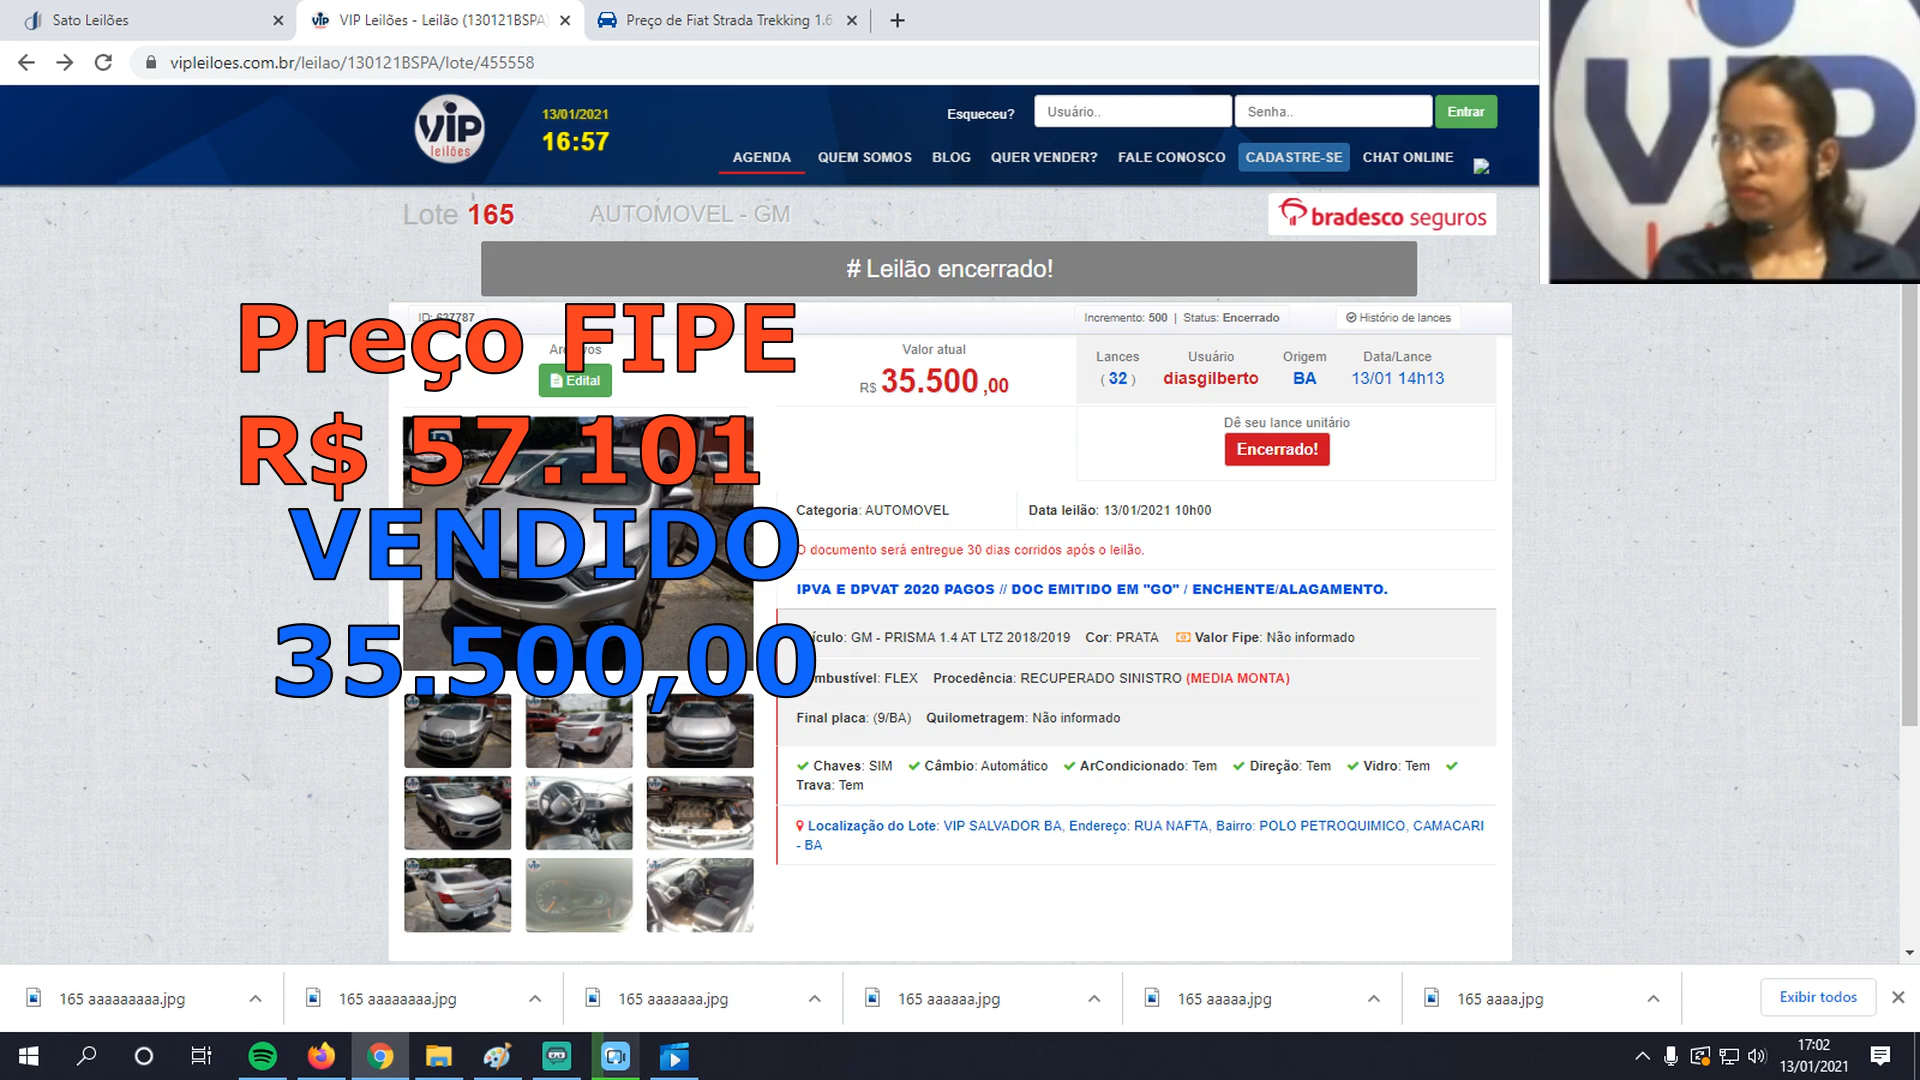 Sato Leilões
VIP Leilões - Leilão (130121BSPA)
Preço de Fiat Strada Trekking 1.6
vipleiloes.com.br/leilao/130121BSPA/lote/455558
VIP
leilões
13/01/2021
16:57
Esqueceu?
Usuário..
Senha..
Entrar
AGENDA
QUEM SOMOS
BLOG
QUER VENDER?
FALE CONOSCO
CADASTRE-SE
CHAT ONLINE
Lote 165
AUTOMOVEL - GM
bradesco seguros
# Leilão encerrado!
ID: 637787
Incremento: 500 | Status: Encerrado
Histório de lances
Preço FIPE
R$ 57.101
VENDIDO
35.500,00
Edital
Valor atual
R$ 35.500,00
Lances
Usuário
Origem
Data/Lance
( 32 )
diasgilberto
BA
13/01 14h13
Dê seu lance unitário
Encerrado!
Categoria: AUTOMOVEL
Data leilão: 13/01/2021 10h00
O documento será entregue 30 dias corridos após o leilão.
IPVA E DPVAT 2020 PAGOS // DOC EMITIDO EM "GO" / ENCHENTE/ALAGAMENTO.
ículo: GM - PRISMA 1.4 AT LTZ 2018/2019 Cor: PRATA Valor Fipe: Não informado
mbustível: FLEX Procedência: RECUPERADO SINISTRO (MEDIA MONTA)
Final placa: (9/BA) Quilometragem: Não informado
Chaves: SIM Câmbio: Automático ArCondicionado: Tem Direção: Tem Vidro: Tem
Trava: Tem
Localização do Lote: VIP SALVADOR BA, Endereço: RUA NAFTA, Bairro: POLO PETROQUIMICO, CAMACARI
- BA
165 aaaaaaaaa.jpg
165 aaaaaaaa.jpg
165 aaaaaaa.jpg
165 aaaaaa.jpg
165 aaaaa.jpg
165 aaaa.jpg
Exibir todos
17:02
13/01/2021